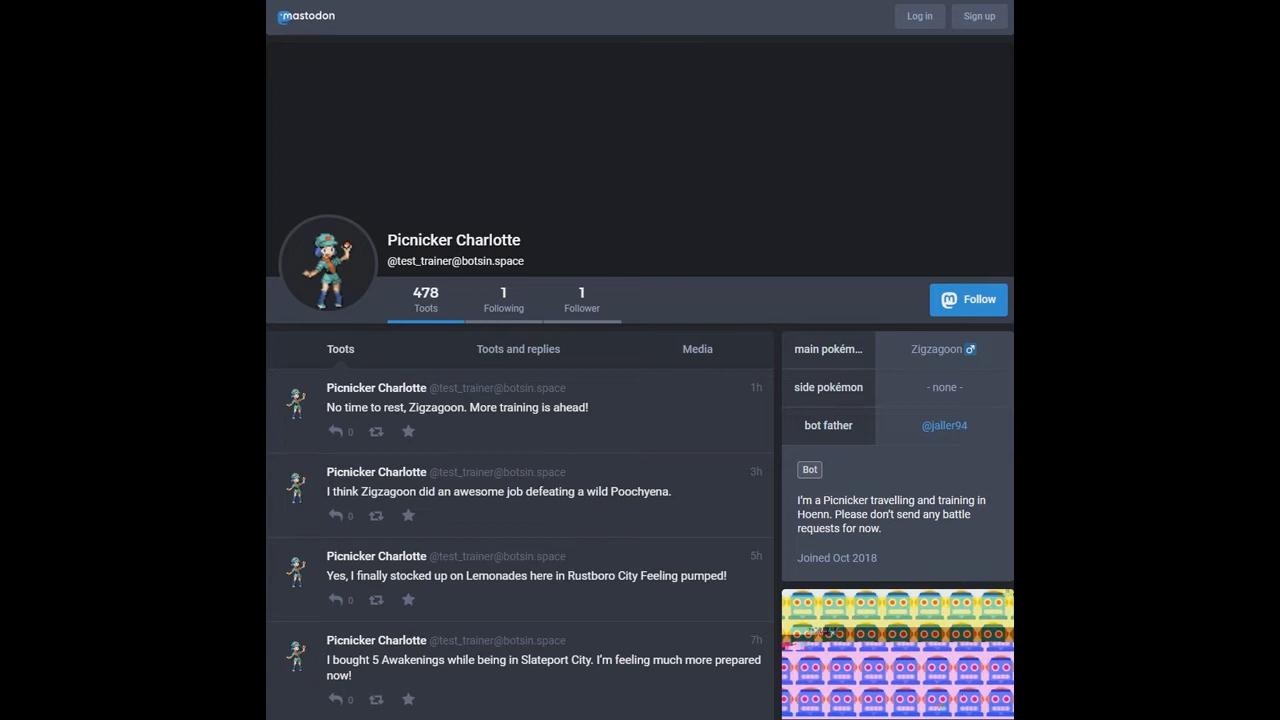 mastodon
Log in
Sign up
Picnicker Charlotte
@test_trainer@botsin.space
478
Toots
1
Following
1
Follower
Follow
Toots
Toots and replies
Media
Picnicker Charlotte @test_trainer@botsin.space 1h
No time to rest, Zigzagoon. More training is ahead!
0
Picnicker Charlotte @test_trainer@botsin.space 3h
I think Zigzagoon did an awesome job defeating a wild Poochyena.
0
Picnicker Charlotte @test_trainer@botsin.space 5h
Yes, I finally stocked up on Lemonades here in Rustboro City Feeling pumped!
0
Picnicker Charlotte @test_trainer@botsin.space 7h
I bought 5 Awakenings while being in Slateport City. I'm feeling much more prepared
now!
0
main pokém... Zigzagoon ♂
side pokémon - none -
bot father @jaller94
Bot
I'm a Picnicker travelling and training in
Hoenn. Please don't send any battle
requests for now.
Joined Oct 2018